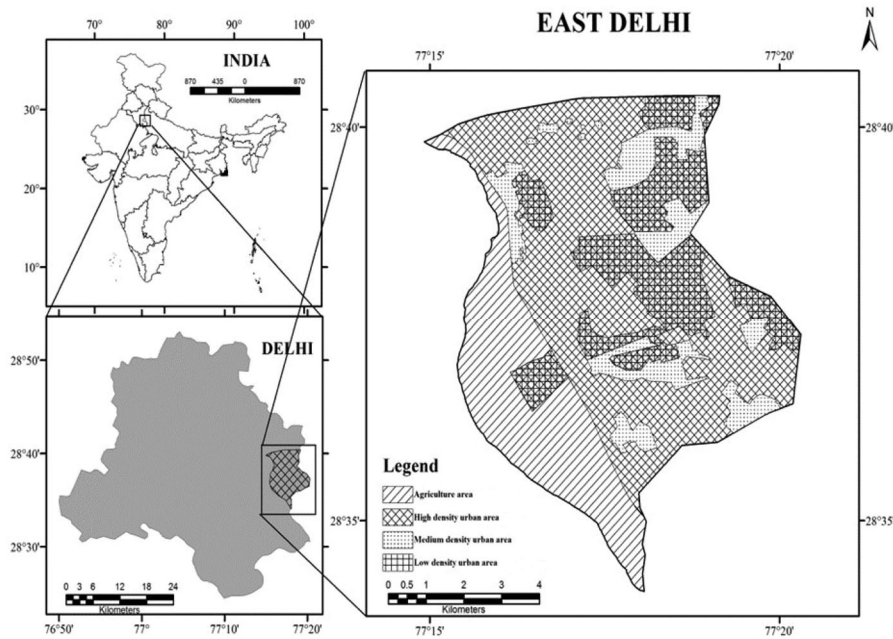 EAST DELHI
N
70° 80° 90° 100°
INDIA
870 435 0 870
Kilometers
30°
20°
10°
DELHI
28°50'
28°40'
28°30'
0 3 6 12 18 24
Kilometers
76°50' 77° 77°10' 77°20'
77°15' 77°20'
28°40' 28°40'
28°35' 28°35'
Legend
Agriculture area
High density urban area
Medium density urban area
Low density urban area
0 0.5 1 2 3 4
Kilometers
77°15' 77°20'